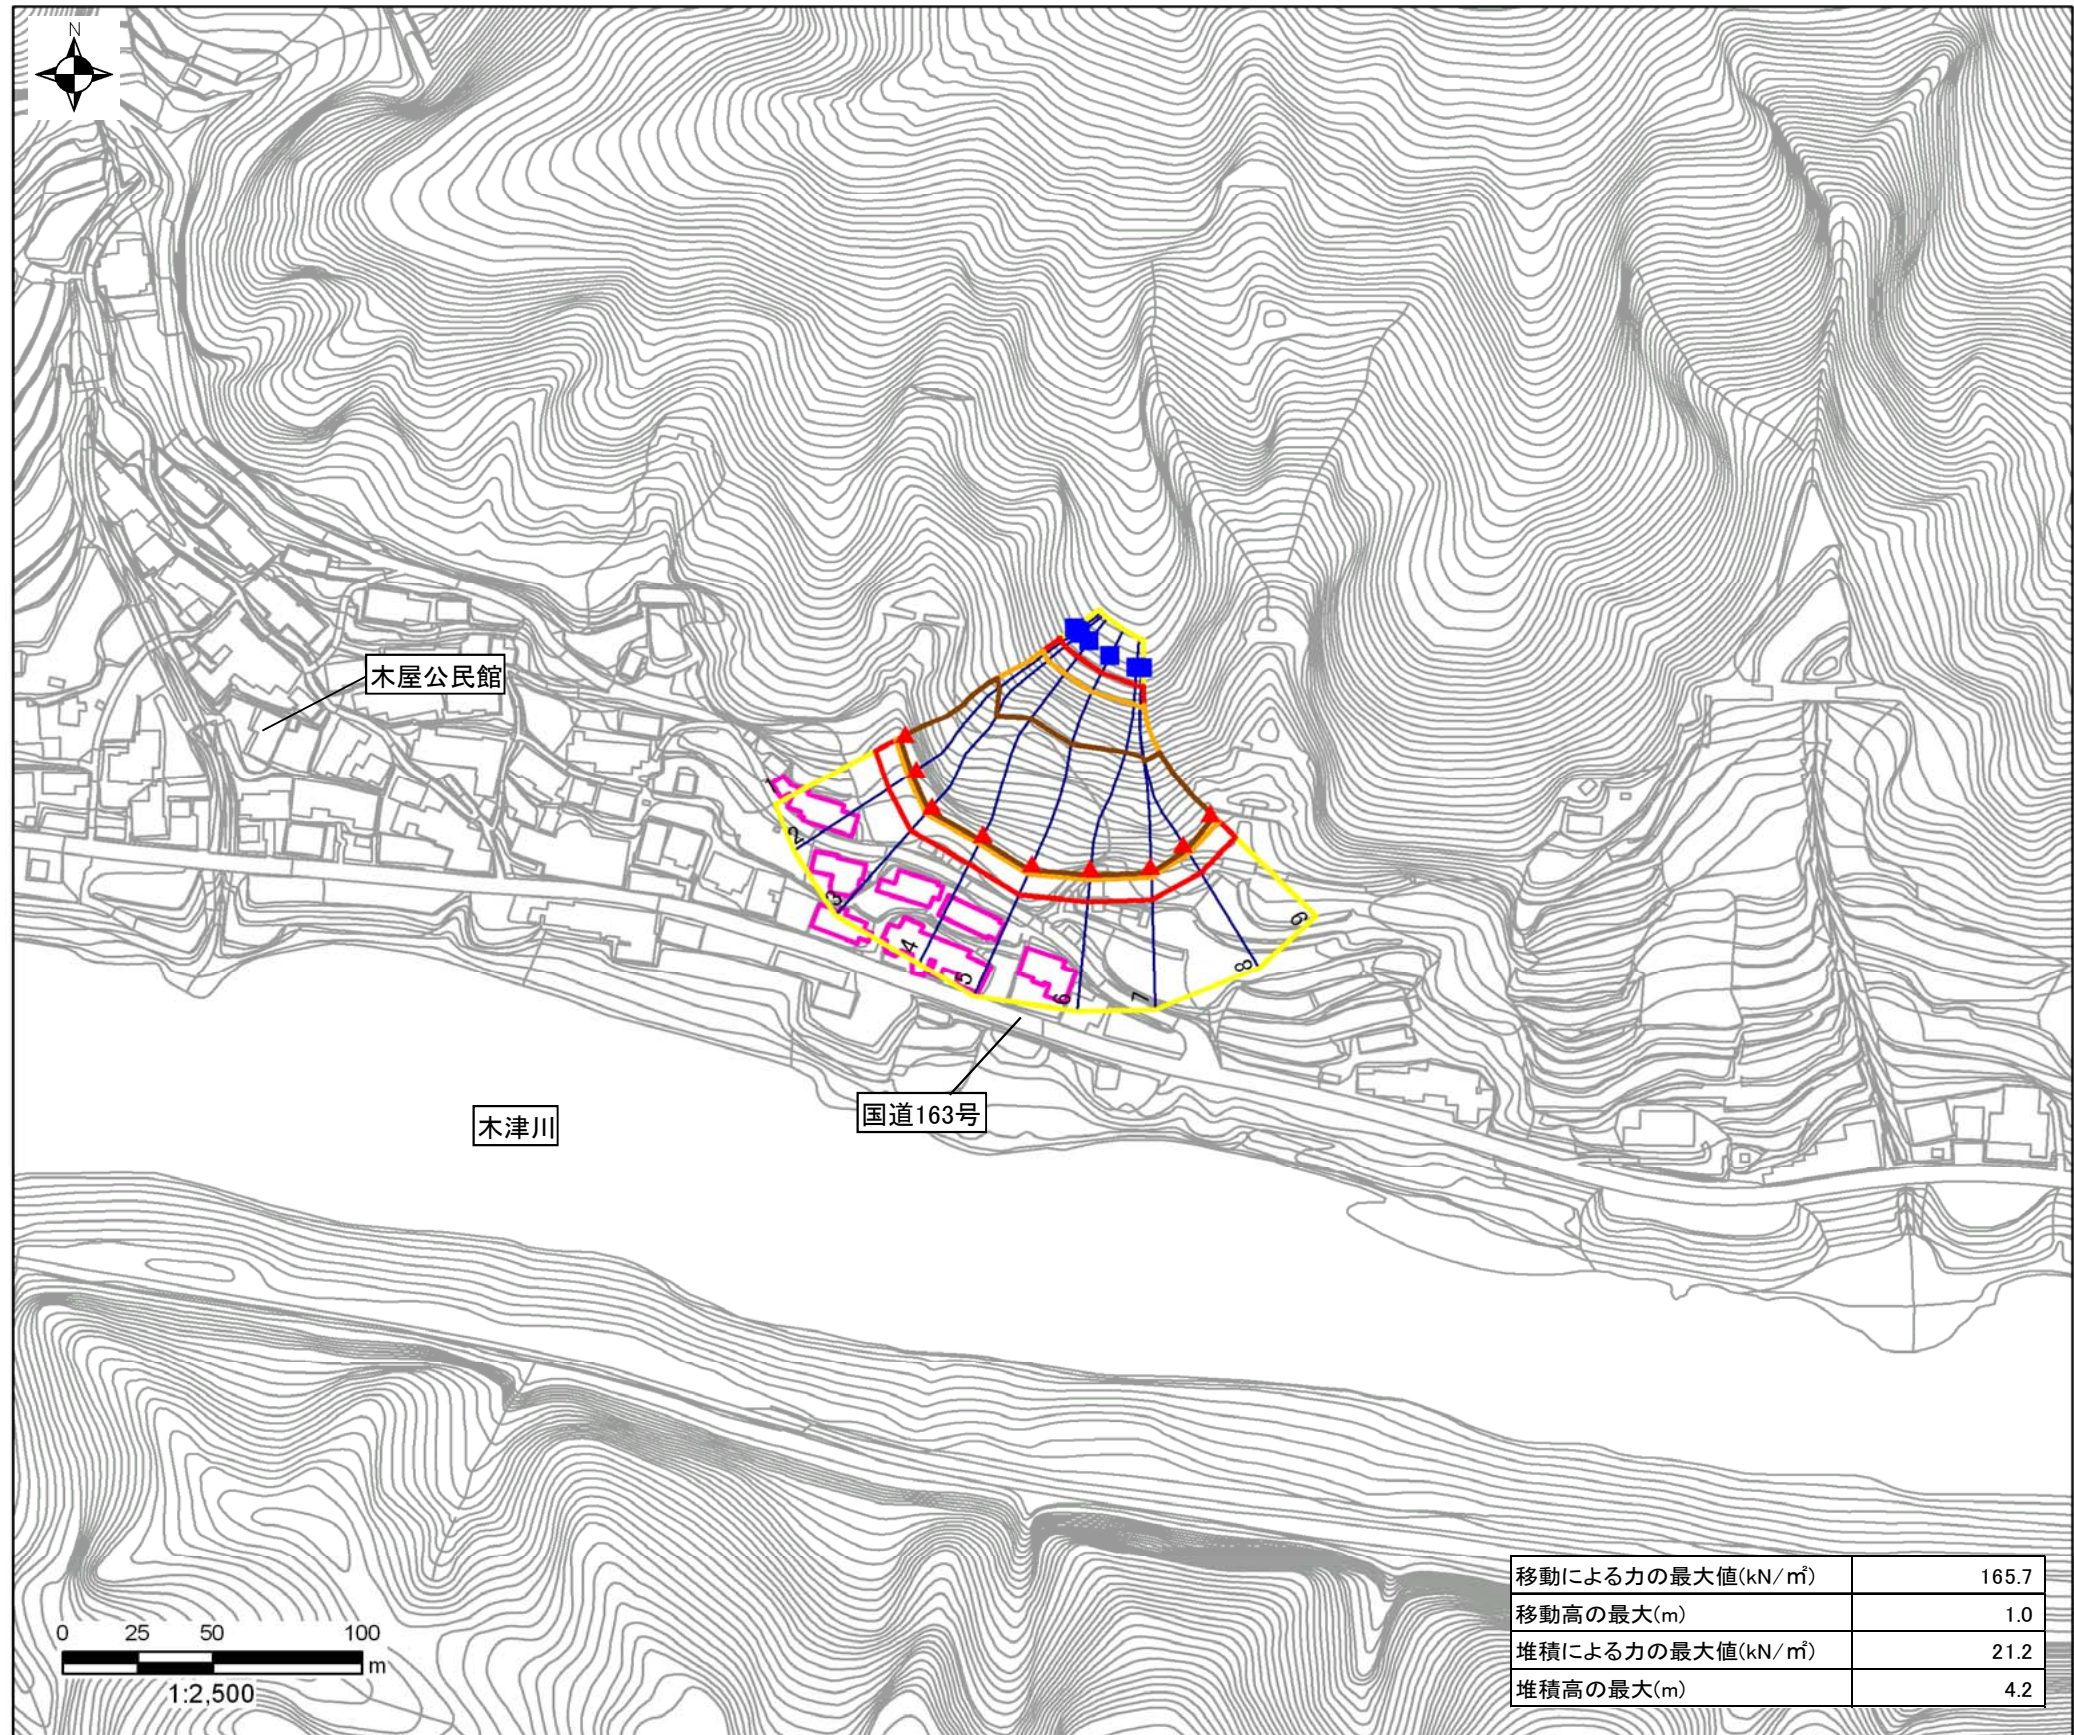 N
木屋公民館
1
2
3
4
5
6
7
8
9
国道163号
木津川
移動による力の最大値(kN/㎡) 165.7
移動高の最大(m) 1.0
堆積による力の最大値(kN/㎡) 21.2
堆積高の最大(m) 4.2
0 25 50 100
m
1:2,500